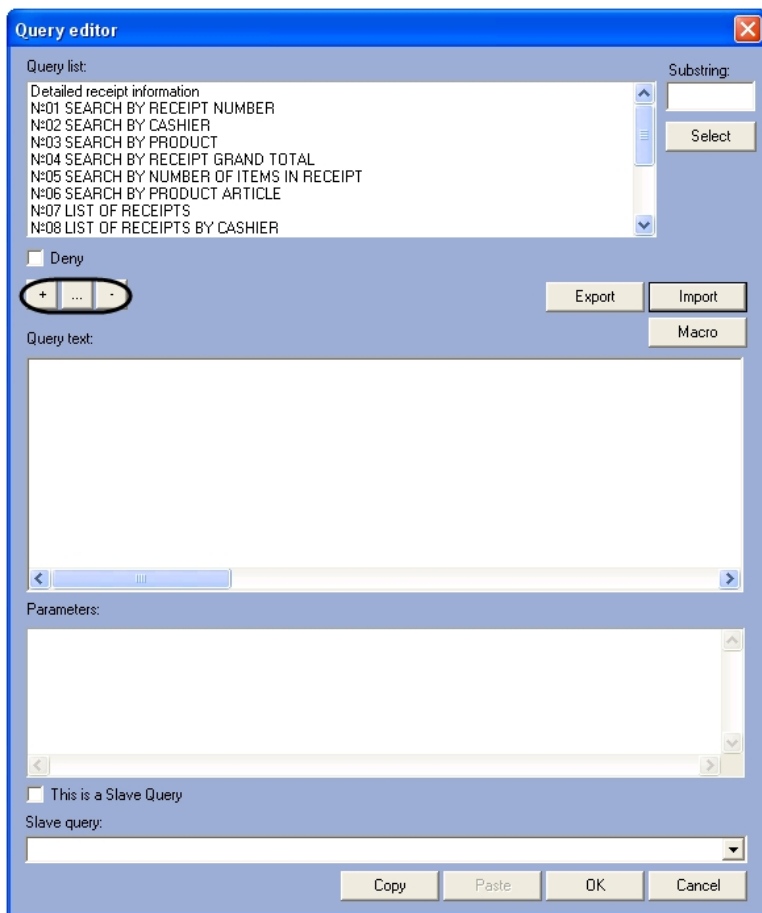 Query editor
Query list:
Substring:
Detailed receipt information
№01 SEARCH BY RECEIPT NUMBER
№02 SEARCH BY CASHIER
№03 SEARCH BY PRODUCT
№04 SEARCH BY RECEIPT GRAND TOTAL
№05 SEARCH BY NUMBER OF ITEMS IN RECEIPT
№06 SEARCH BY PRODUCT ARTICLE
№07 LIST OF RECEIPTS
№08 LIST OF RECEIPTS BY CASHIER
Select
Deny
+ ... -
Export Import
Macro
Query text:
Parameters:
This is a Slave Query
Slave query:
Copy Paste OK Cancel